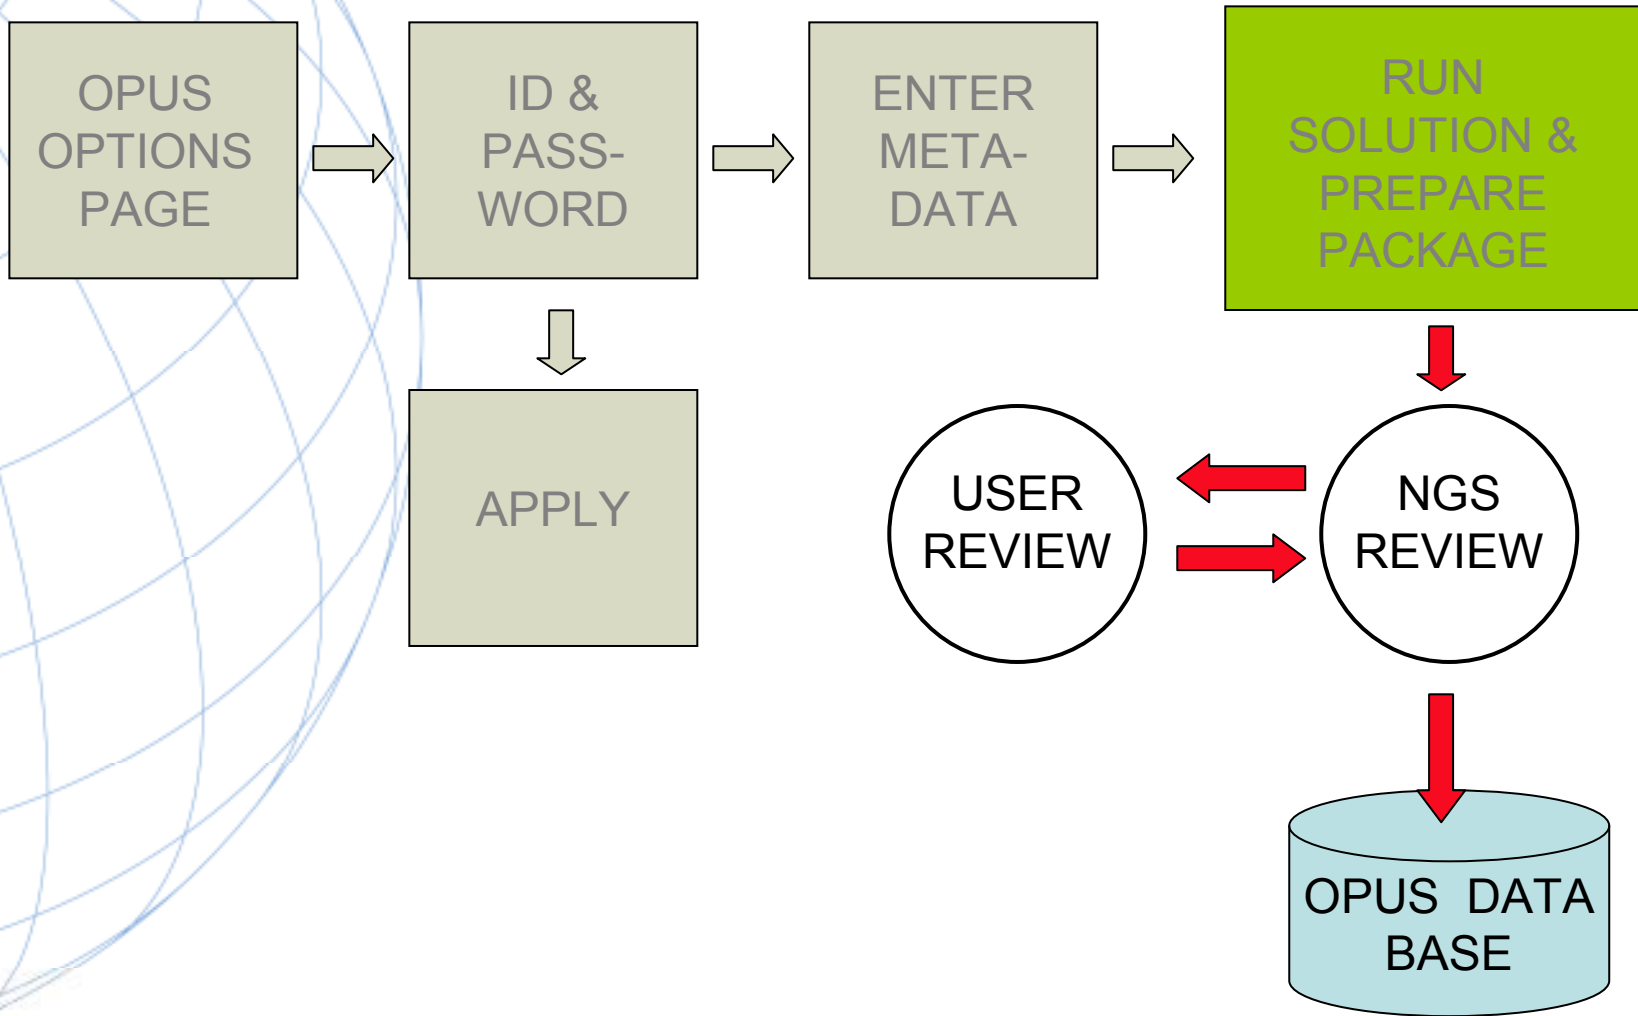 OPUS
OPTIONS
PAGE
ID &
PASS-
WORD
ENTER
META-
DATA
RUN
SOLUTION &
PREPARE
PACKAGE
APPLY
USER
REVIEW
NGS
REVIEW
OPUS DATA
BASE